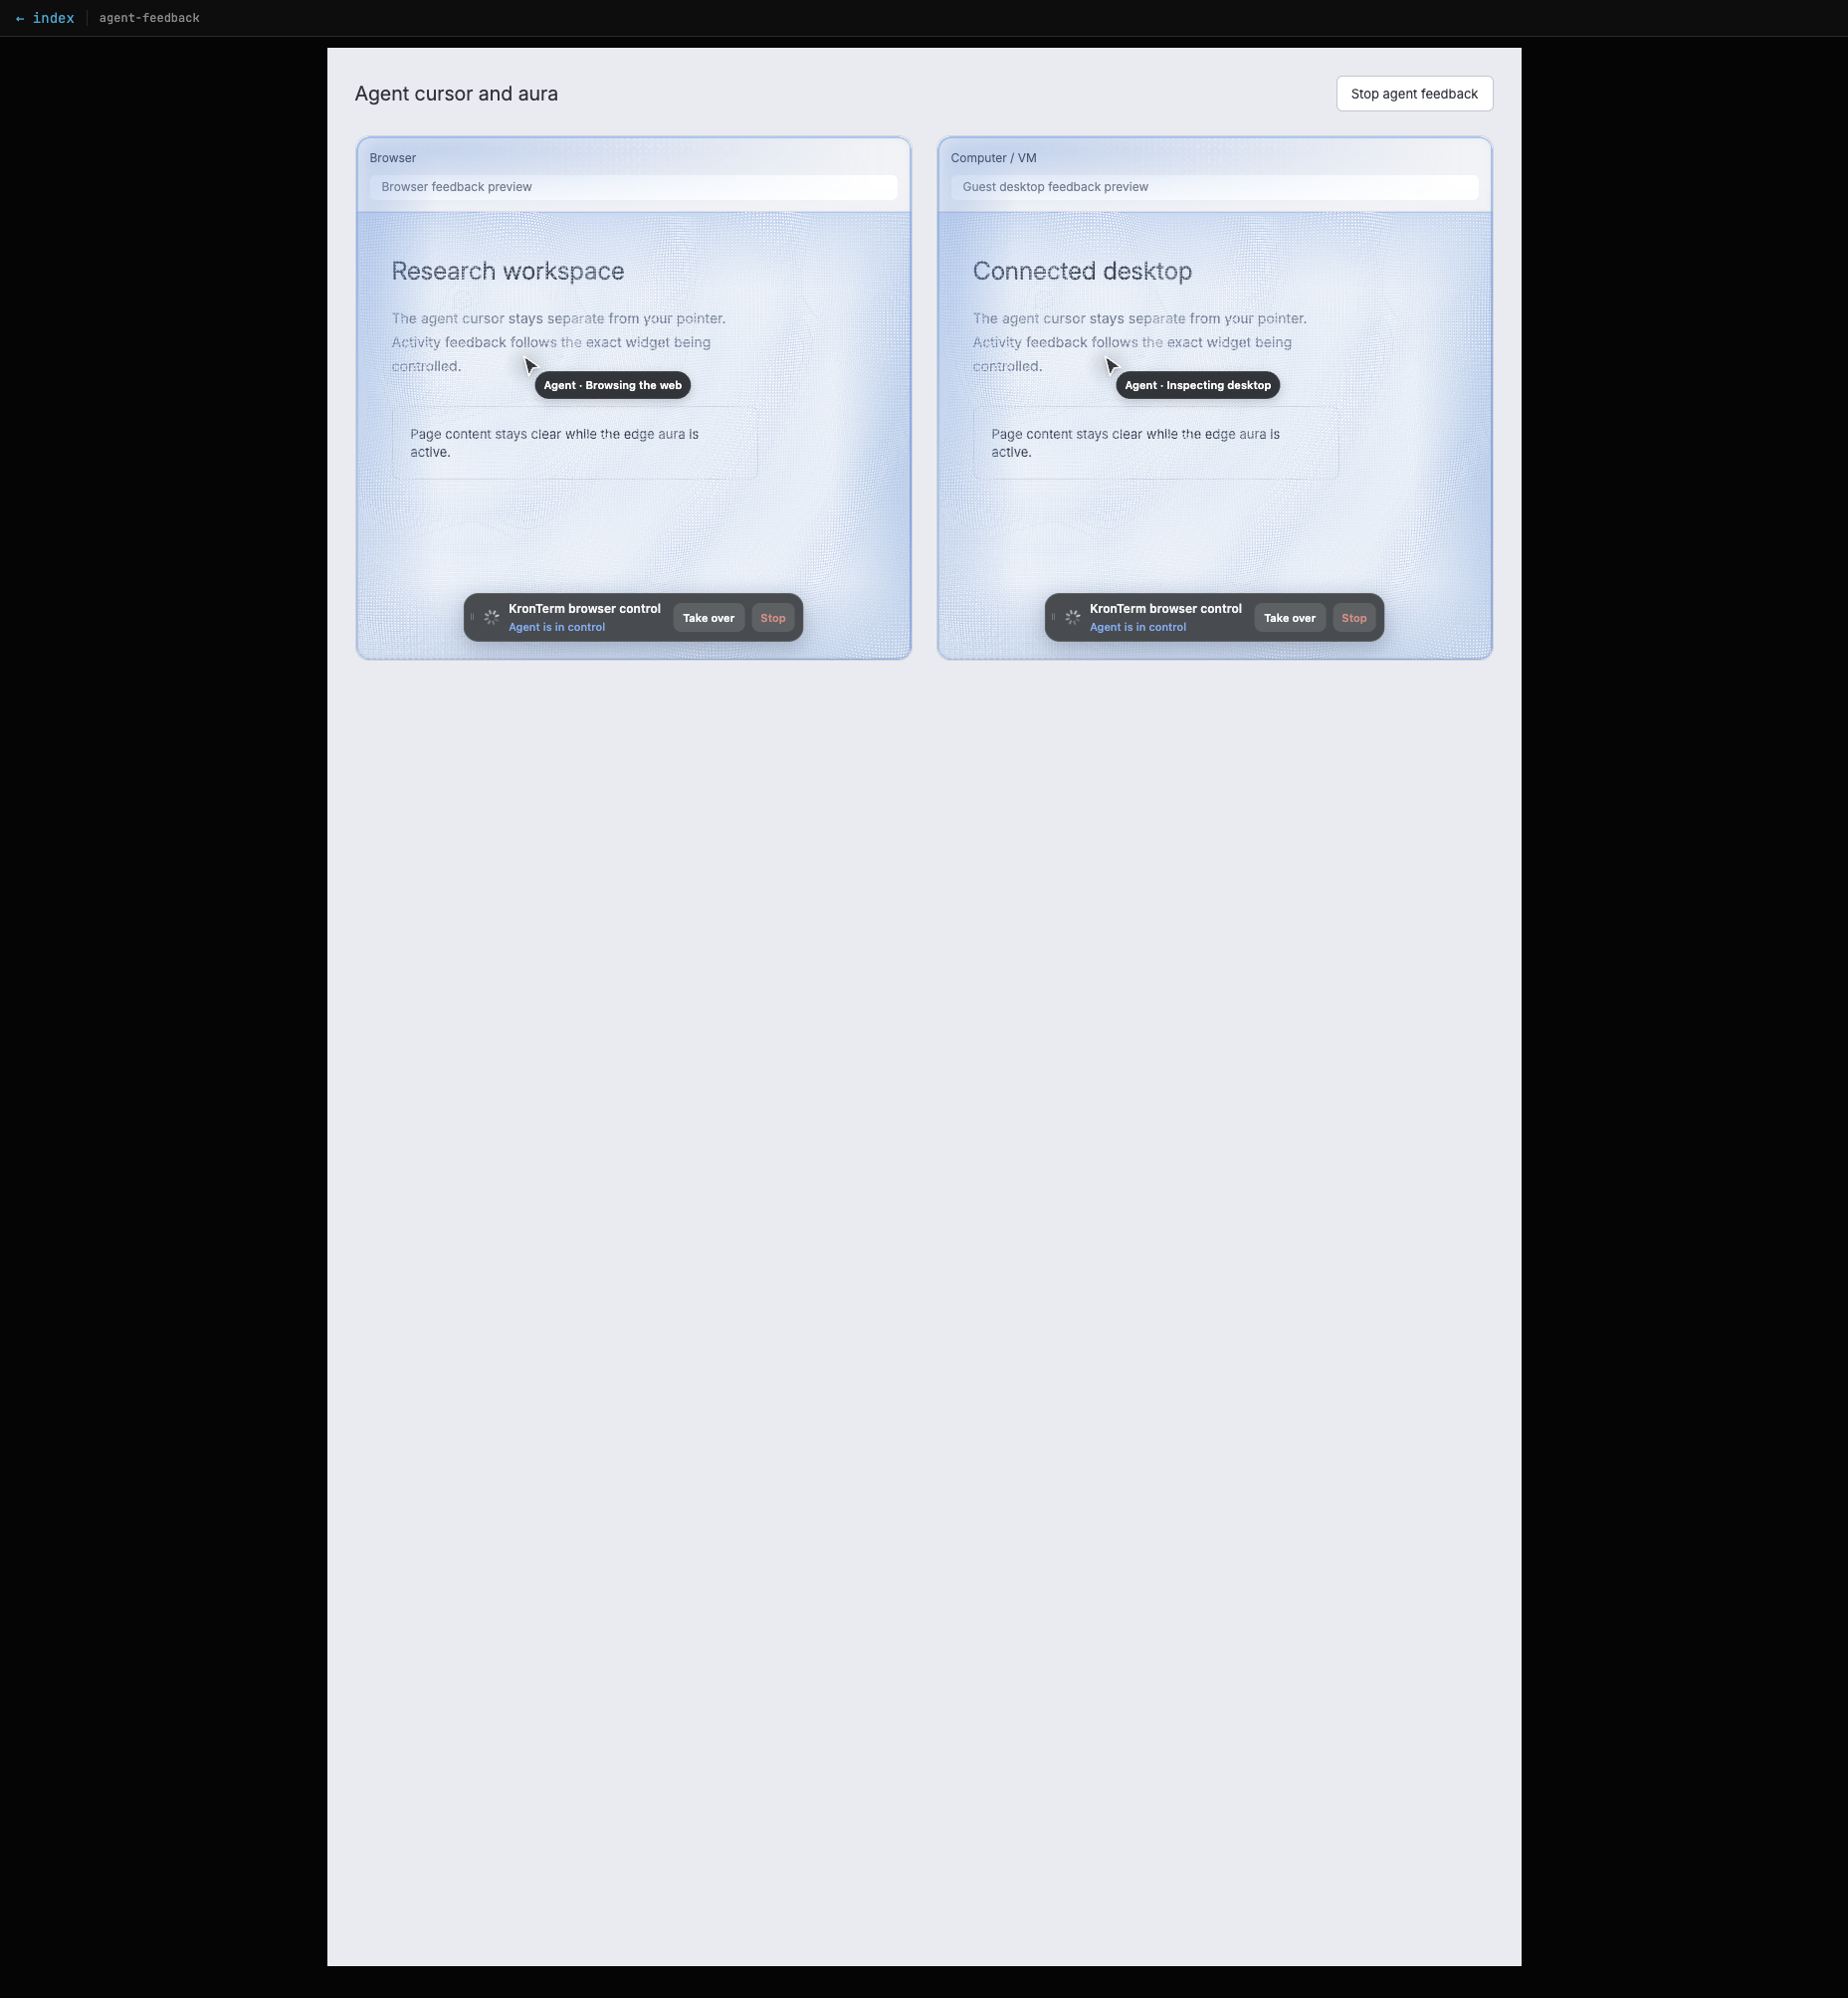 ← index
agent-feedback
Agent cursor and aura
Stop agent feedback
Browser
Browser feedback preview
Research workspace
The agent cursor stays separate from your pointer.
Activity feedback follows the exact widget being
controlled.
Agent · Browsing the web
Page content stays clear while the edge aura is
active.
KronTerm browser control
Agent is in control
Take over
Stop
Computer / VM
Guest desktop feedback preview
Connected desktop
The agent cursor stays separate from your pointer.
Activity feedback follows the exact widget being
controlled.
Agent · Inspecting desktop
Page content stays clear while the edge aura is
active.
KronTerm browser control
Agent is in control
Take over
Stop